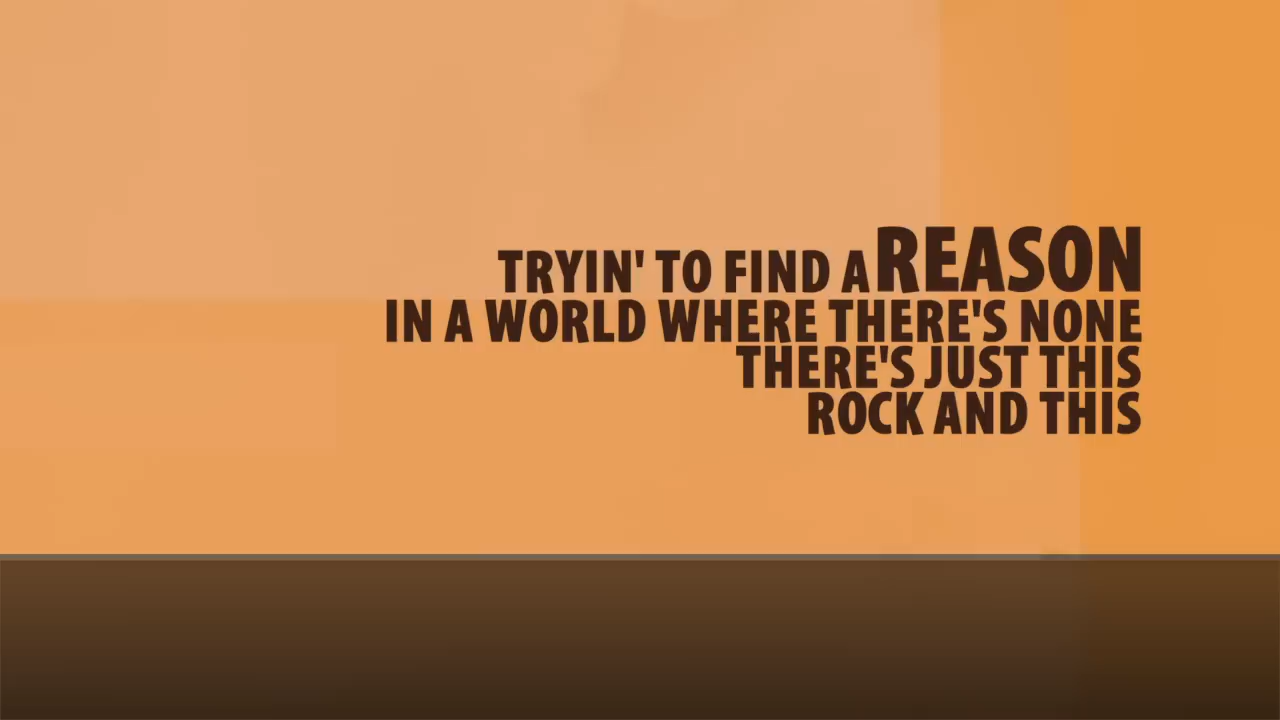 TRYIN' TO FIND A REASON
IN A WORLD WHERE THERE'S NONE
THERE'S JUST THIS
ROCK AND THIS